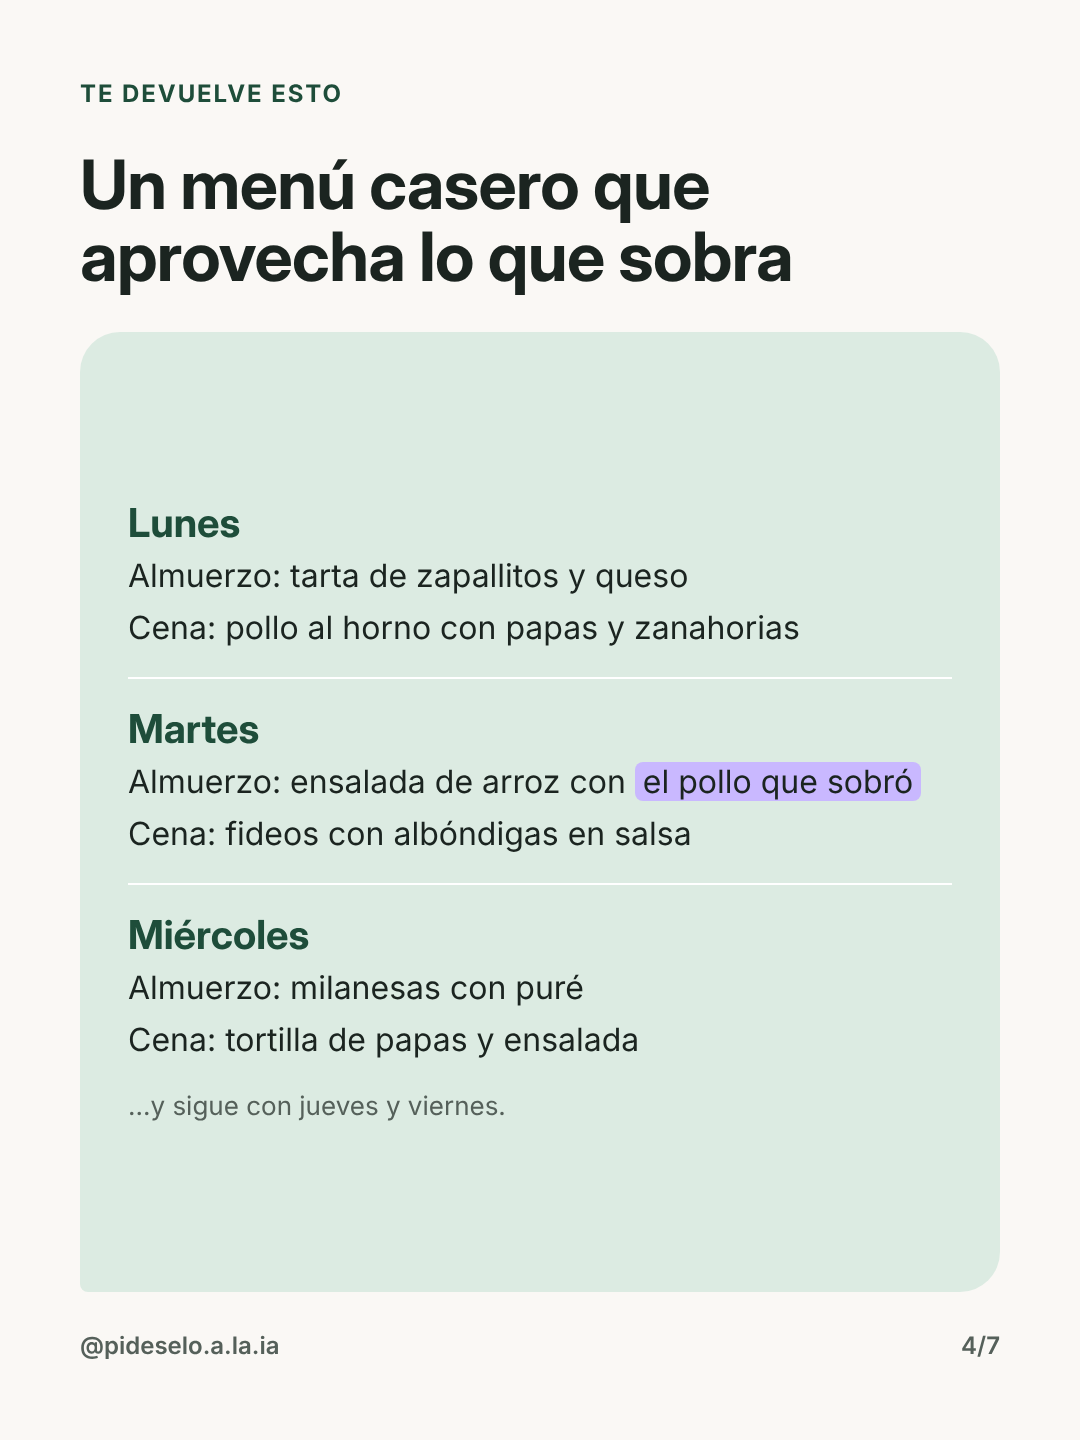 TE DEVUELVE ESTO
Un menú casero que
aprovecha lo que sobra
Lunes
Almuerzo: tarta de zapallitos y queso
Cena: pollo al horno con papas y zanahorias
Martes
Almuerzo: ensalada de arroz con el pollo que sobró
Cena: fideos con albóndigas en salsa
Miércoles
Almuerzo: milanesas con puré
Cena: tortilla de papas y ensalada
...y sigue con jueves y viernes.
@pideselo.a.la.ia
4/7